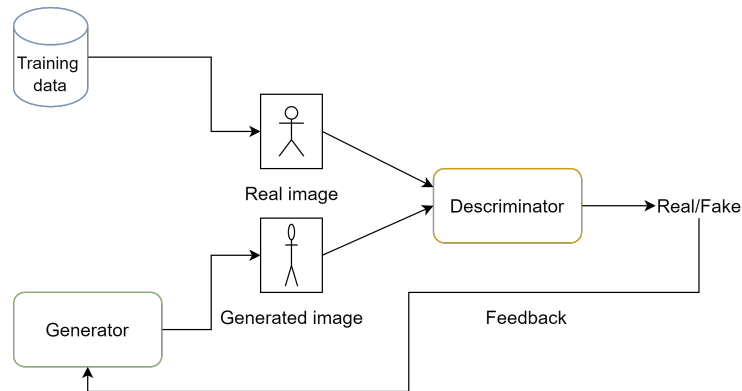 Training
data
Real image
Descriminator
Real/Fake
Generated image
Feedback
Generator